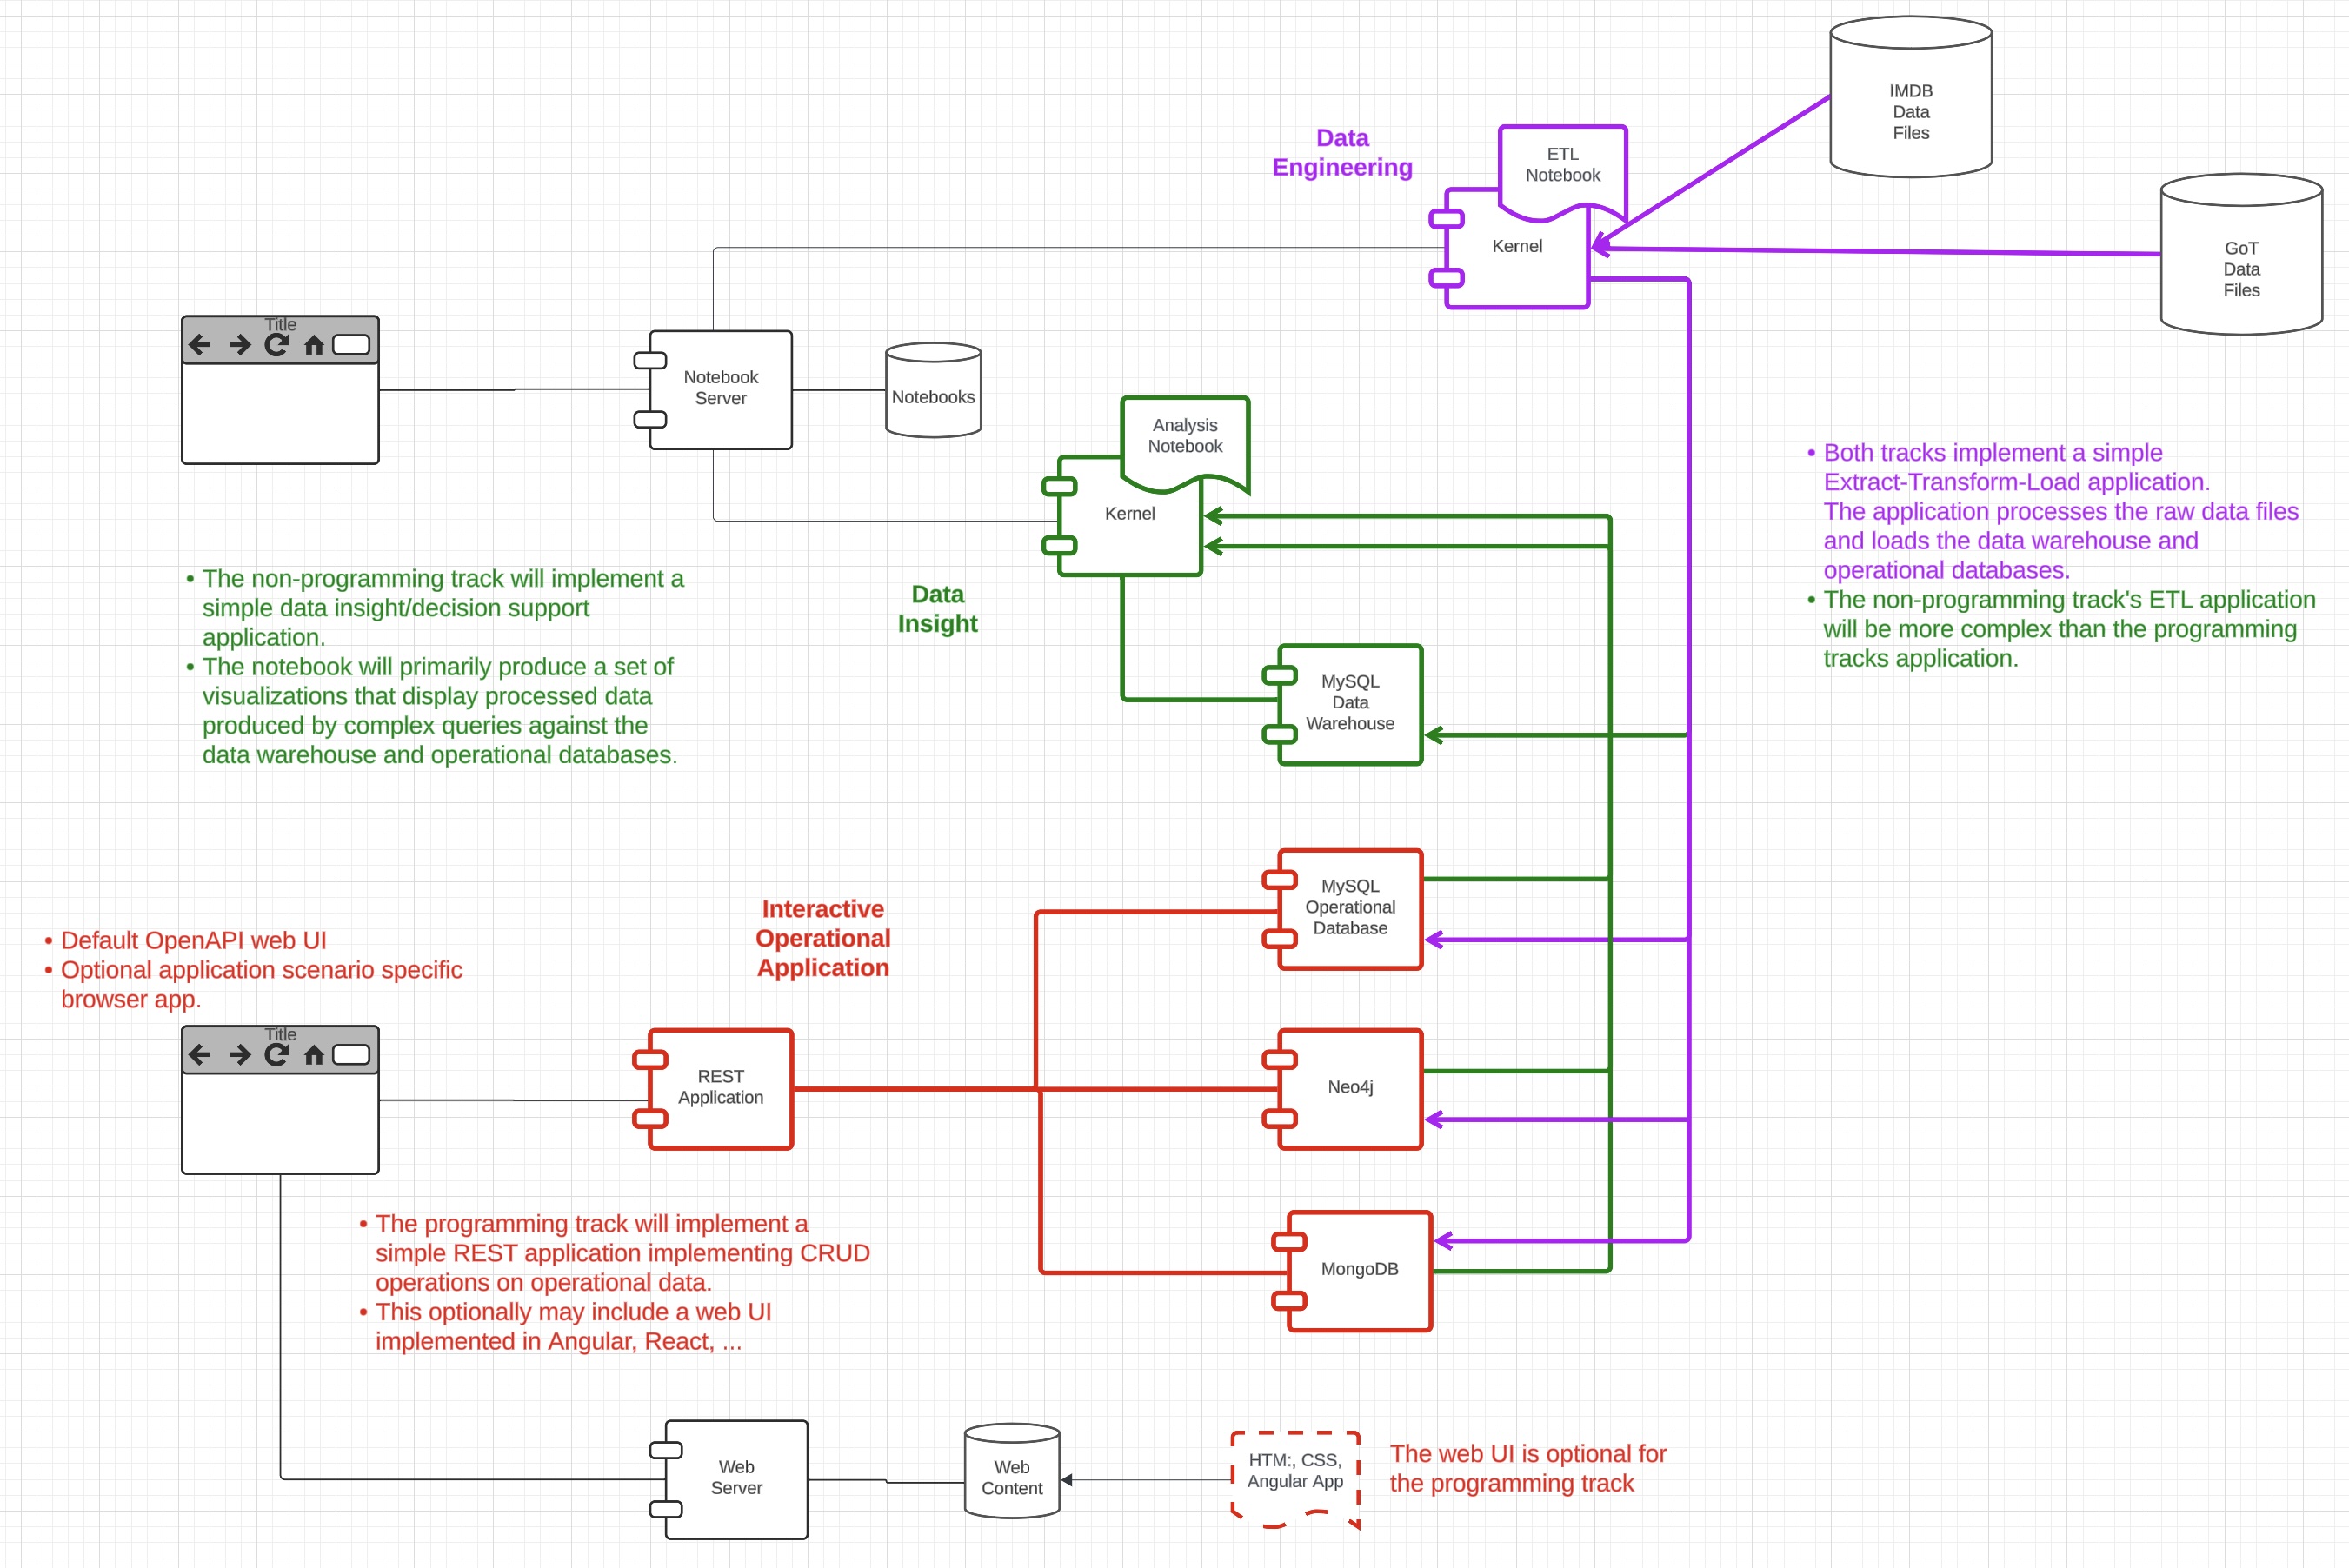 IMDB
Data
Files
Data
Engineering
ETL
Notebook
Kernel
GoT
Data
Files
Title
Notebook
Server
Notebooks
Analysis
Notebook
Kernel
• Both tracks implement a simple
Extract-Transform-Load application.
The application processes the raw data files
and loads the data warehouse and
operational databases.
• The non-programming track's ETL application
will be more complex than the programming
tracks application.
• The non-programming track will implement a
simple data insight/decision support
application.
• The notebook will primarily produce a set of
visualizations that display processed data
produced by complex queries against the
data warehouse and operational databases.
Data
Insight
MySQL
Data
Warehouse
MySQL
Operational
Database
Interactive
Operational
Application
• Default OpenAPI web UI
• Optional application scenario specific
browser app.
Title
REST
Application
Neo4j
• The programming track will implement a
simple REST application implementing CRUD
operations on operational data.
• This optionally may include a web UI
implemented in Angular, React, ...
MongoDB
Web
Server
Web
Content
HTM:, CSS,
Angular App
The web UI is optional for
the programming track